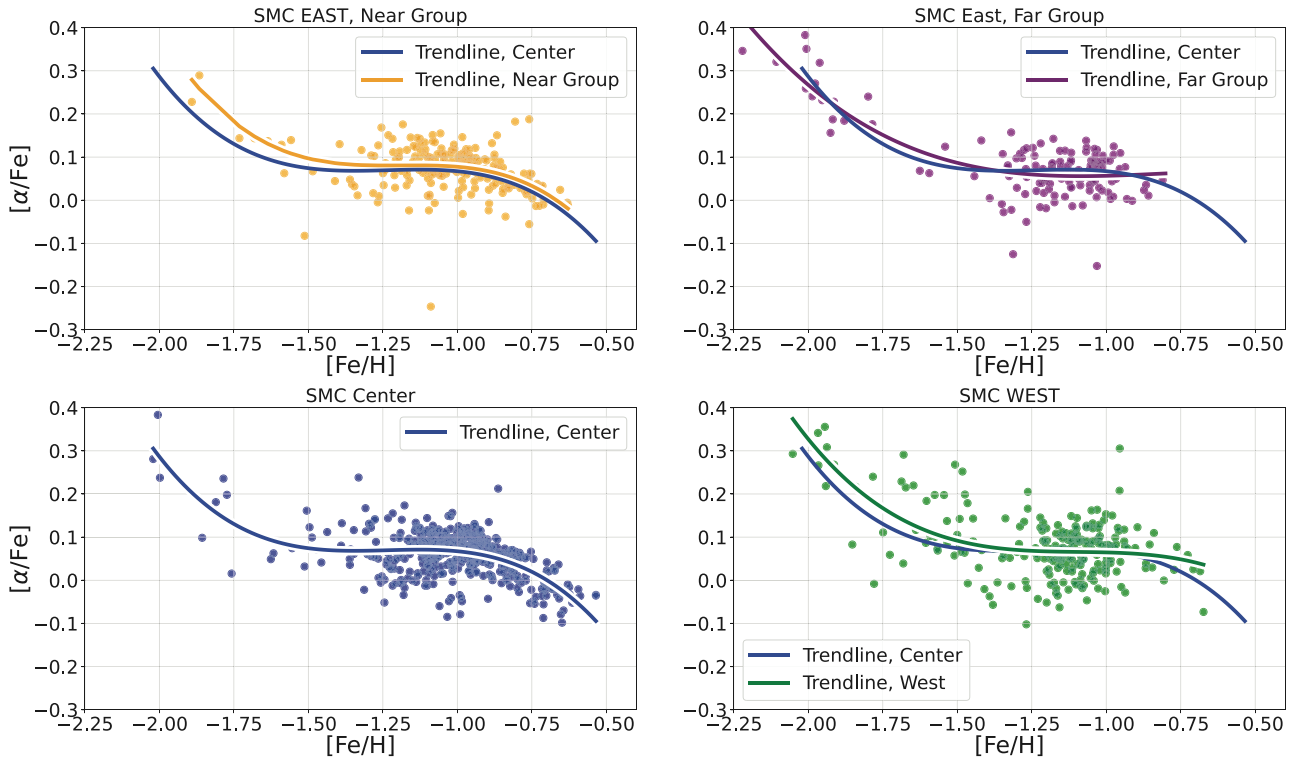 SMC EAST, Near Group
0.4
0.3
0.2
0.1
0.0
−0.1
−0.2
−0.3
[α/Fe]
Trendline, Center
Trendline, Near Group
−2.25 −2.00 −1.75 −1.50 −1.25 −1.00 −0.75 −0.50
[Fe/H]
SMC East, Far Group
0.4
0.3
0.2
0.1
0.0
−0.1
−0.2
−0.3
Trendline, Center
Trendline, Far Group
−2.25 −2.00 −1.75 −1.50 −1.25 −1.00 −0.75 −0.50
[Fe/H]
SMC Center
0.4
0.3
0.2
0.1
0.0
−0.1
−0.2
−0.3
[α/Fe]
Trendline, Center
−2.25 −2.00 −1.75 −1.50 −1.25 −1.00 −0.75 −0.50
[Fe/H]
SMC WEST
0.4
0.3
0.2
0.1
0.0
−0.1
−0.2
−0.3
Trendline, Center
Trendline, West
−2.25 −2.00 −1.75 −1.50 −1.25 −1.00 −0.75 −0.50
[Fe/H]